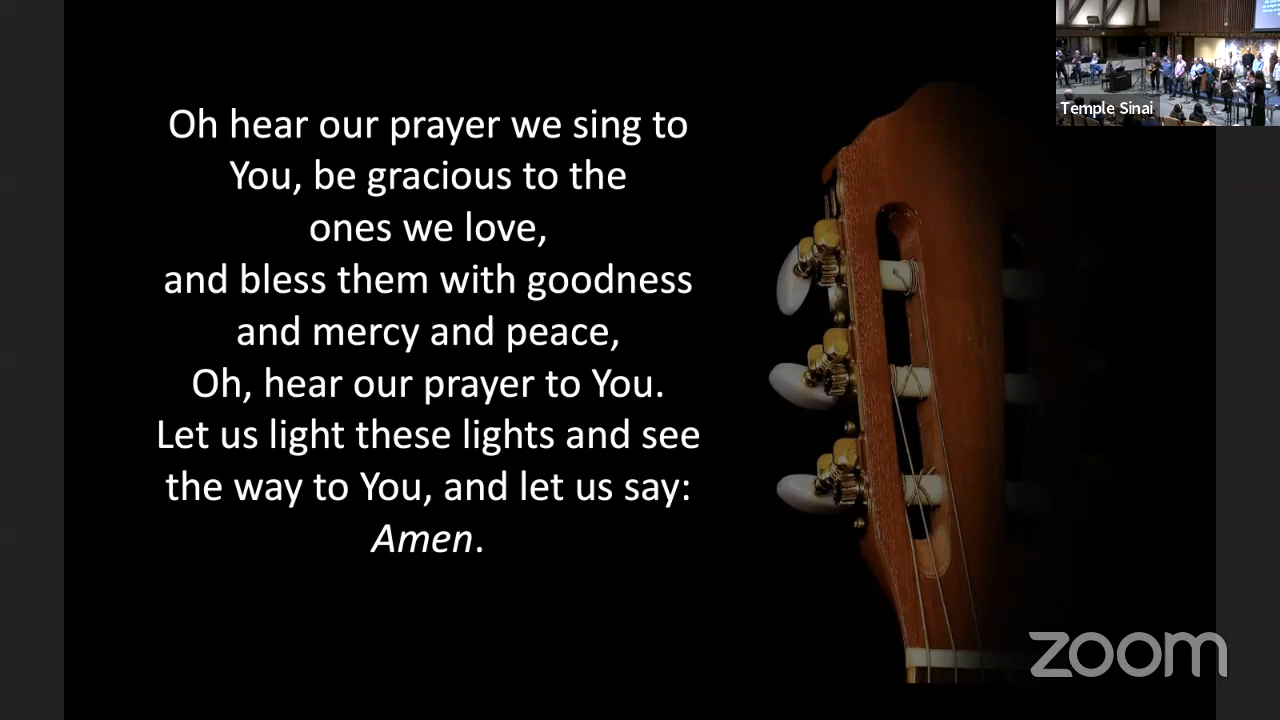 Oh hear our prayer we sing to
You, be gracious to the
ones we love,
and bless them with goodness
and mercy and peace,
Oh, hear our prayer to You.
Let us light these lights and see
the way to You, and let us say:
Amen.
Temple Sinai
zoom